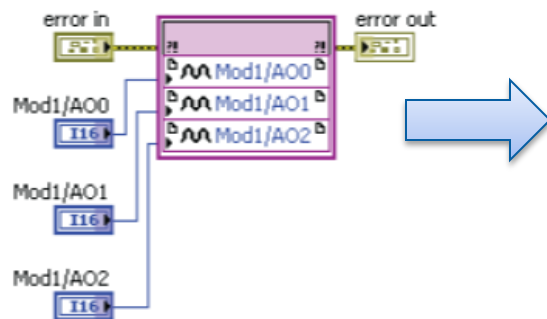 error in
error out
?!
?!
Mod1/AO0
Mod1/AO0
I16
Mod1/AO1
Mod1/AO2
Mod1/AO1
I16
Mod1/AO2
I16